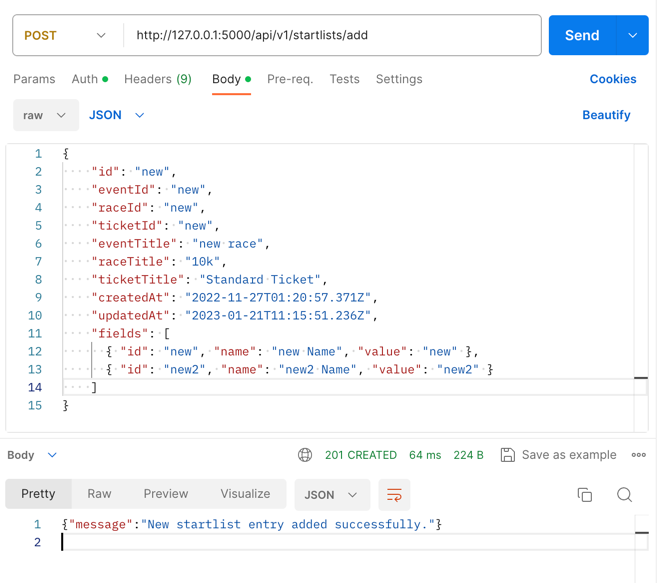 POST http://127.0.0.1:5000/api/v1/startlists/add Send
Params Auth Headers (9) Body Pre-req. Tests Settings Cookies
raw JSON Beautify
1 {
2 "id": "new",
3 "eventId": "new",
4 "raceId": "new",
5 "ticketId": "new",
6 "eventTitle": "new race",
7 "raceTitle": "10k",
8 "ticketTitle": "Standard Ticket",
9 "createdAt": "2022-11-27T01:20:57.371Z",
10 "updatedAt": "2023-01-21T11:15:51.236Z",
11 "fields": [
12 { "id": "new", "name": "new Name", "value": "new" },
13 { "id": "new2", "name": "new2 Name", "value": "new2" }
14 ]
15 }
Body 201 CREATED 64 ms 224 B Save as example
Pretty Raw Preview Visualize JSON
1 {"message":"New startlist entry added successfully."}
2